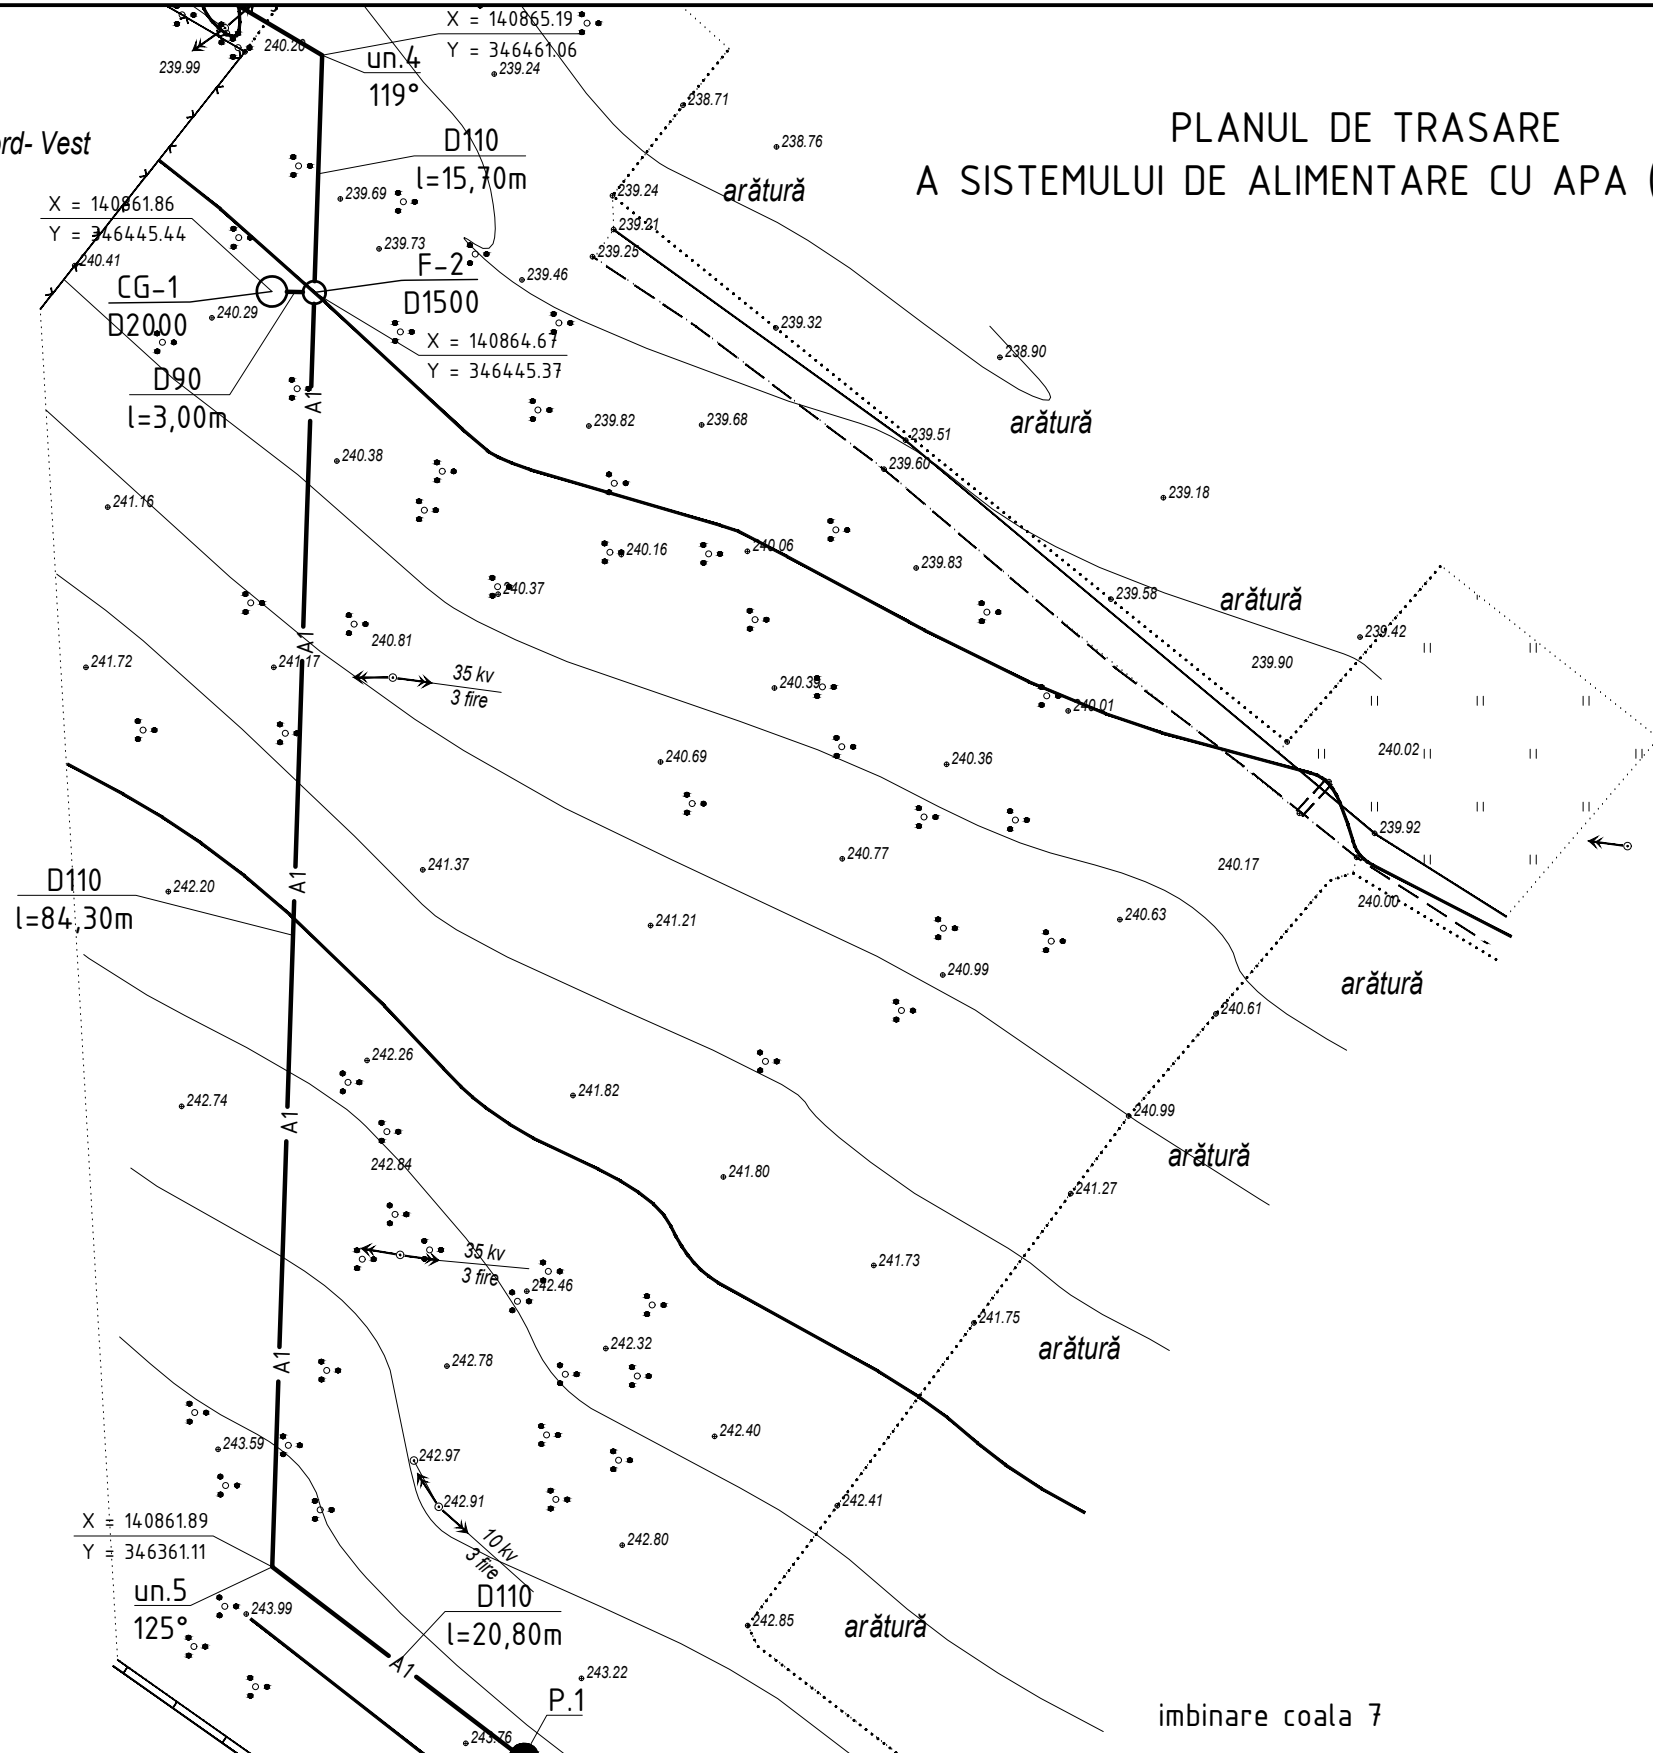 X = 140865.19
Y = 346461.06
240.20
239.99
un.4
119°
239.24
238.71
PLANUL DE TRASARE
A SISTEMULUI DE ALIMENTARE CU APA (
rd- Vest
D110
l=15,70m
238.76
arătură
239.24
239.21
239.25
X = 140861.86
Y = 346445.44
239.69
239.73
240.41
CG-1
D2000
F-2
D1500
239.46
240.29
X = 140864.67
Y = 346445.37
239.32
238.90
D90
l=3,00m
A1
239.82
239.68
239.51
arătură
239.60
240.38
239.18
241.16
240.16
240.06
239.83
240.37
239.58
arătură
239.42
240.81
A1
241.72
241.17
35 kv
3 fire
239.90
240.39
240.01
240.69
240.36
240.02
239.92
241.37
240.77
240.17
D110
l=84,30m
242.20
A1
240.00
241.21
240.63
240.99
arătură
240.61
242.26
242.74
241.82
A1
240.99
242.84
241.80
arătură
241.27
35 kv
3 fire
242.46
241.73
241.75
242.32
arătură
242.78
A1
243.59
242.40
242.97
242.91
242.41
X = 140861.89
Y = 346361.11
10 kv
3 fire
242.80
un.5
125°
243.99
D110
l=20,80m
242.85
arătură
A1
243.22
P.1
imbinare coala 7
243.76